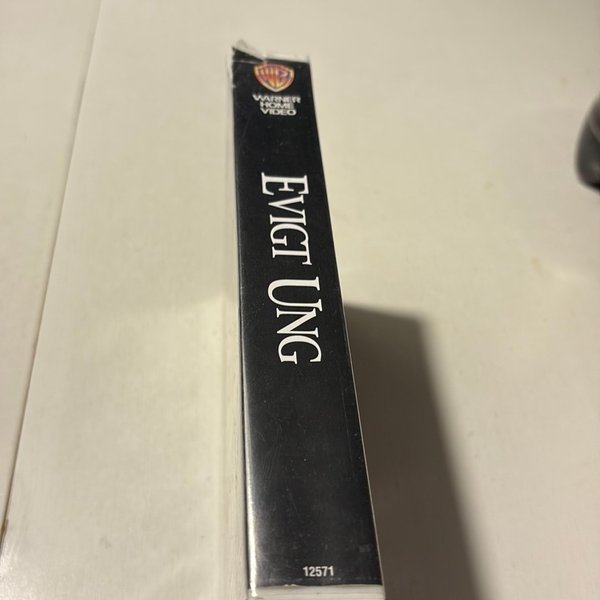 WB
WARNER
HOME
VIDEO
EVIGT UNG
12571